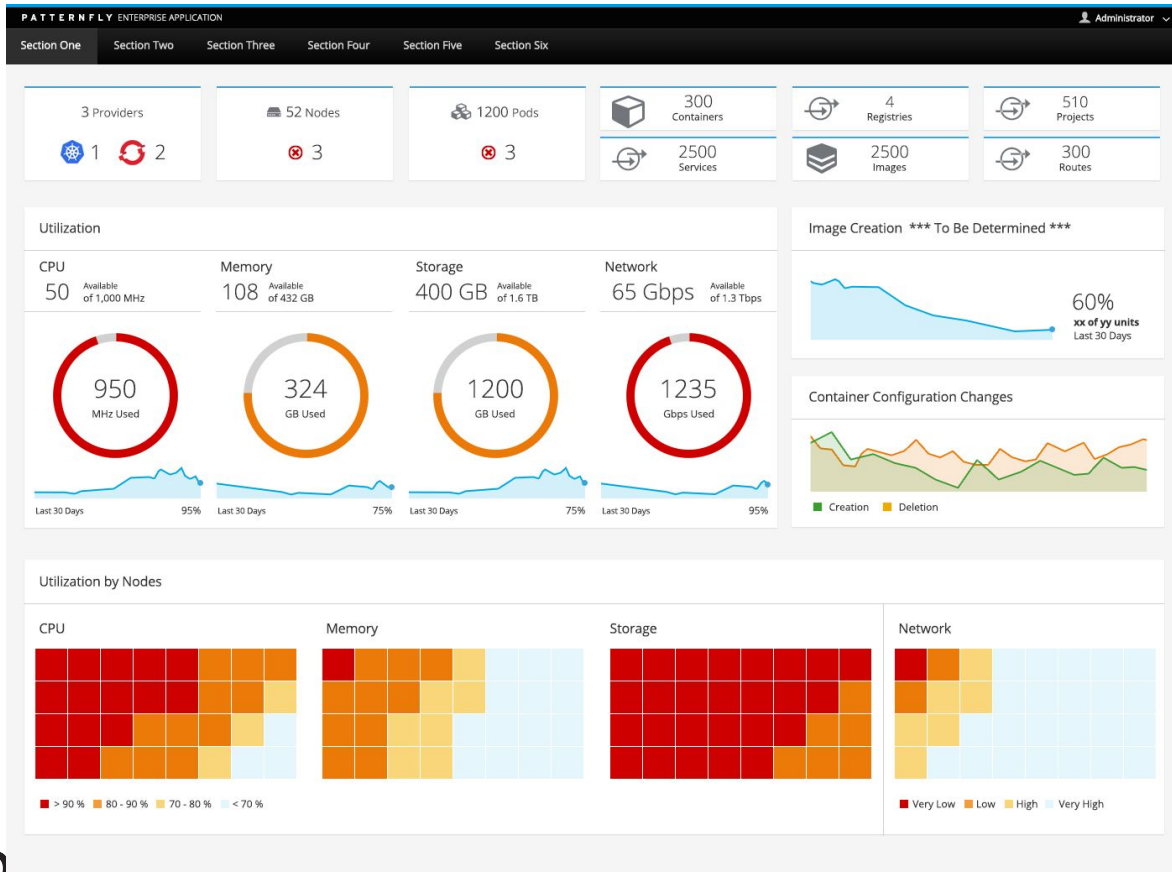 PATTERNFLY ENTERPRISE APPLICATION
Administrator
Section One Section Two Section Three Section Four Section Five Section Six
3 Providers
1 2
52 Nodes
3
1200 Pods
3
300
Containers
4
Registries
510
Projects
2500
Services
2500
Images
300
Routes
Utilization
CPU
50 Available
of 1,000 MHz
950
MHz Used
Last 30 Days 95%
Memory
108 Available
of 432 GB
324
GB Used
Last 30 Days 75%
Storage
400 GB Available
of 1.6 TB
1200
GB Used
Last 30 Days 75%
Network
65 Gbps Available
of 1.3 Tbps
1235
Gbps Used
Last 30 Days 95%
Image Creation *** To Be Determined ***
60%
xx of yy units
Last 30 Days
Container Configuration Changes
Creation Deletion
Utilization by Nodes
CPU Memory Storage Network
> 90 % 80 - 90 % 70 - 80 % < 70 %
Very Low Low High Very High